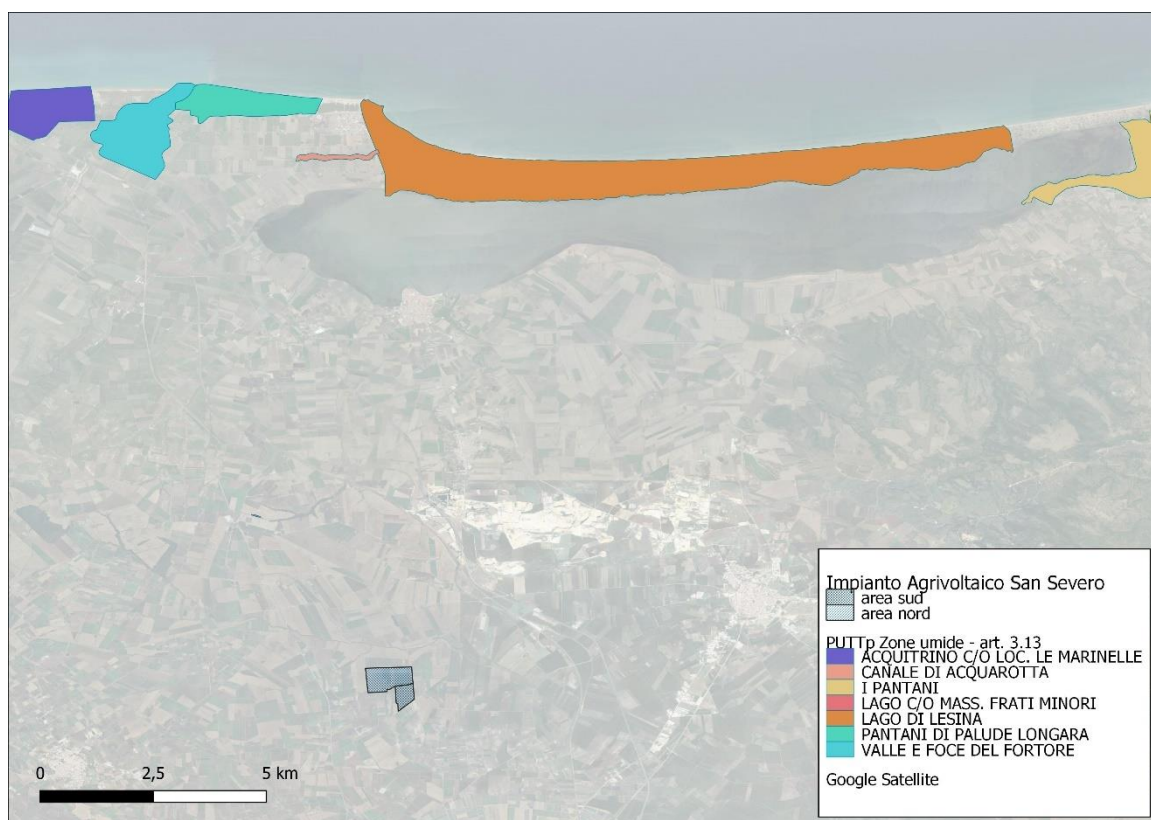 Impianto Agrivoltaico San Severo
area sud
area nord
PUTTp Zone umide - art. 3.13
ACQUITRINO C/O LOC. LE MARINELLE
CANALE DI ACQUAROTTA
I PANTANI
LAGO C/O MASS. FRATI MINORI
LAGO DI LESINA
PANTANI DI PALUDE LONGARA
VALLE E FOCE DEL FORTORE
Google Satellite
0 2,5 5 km